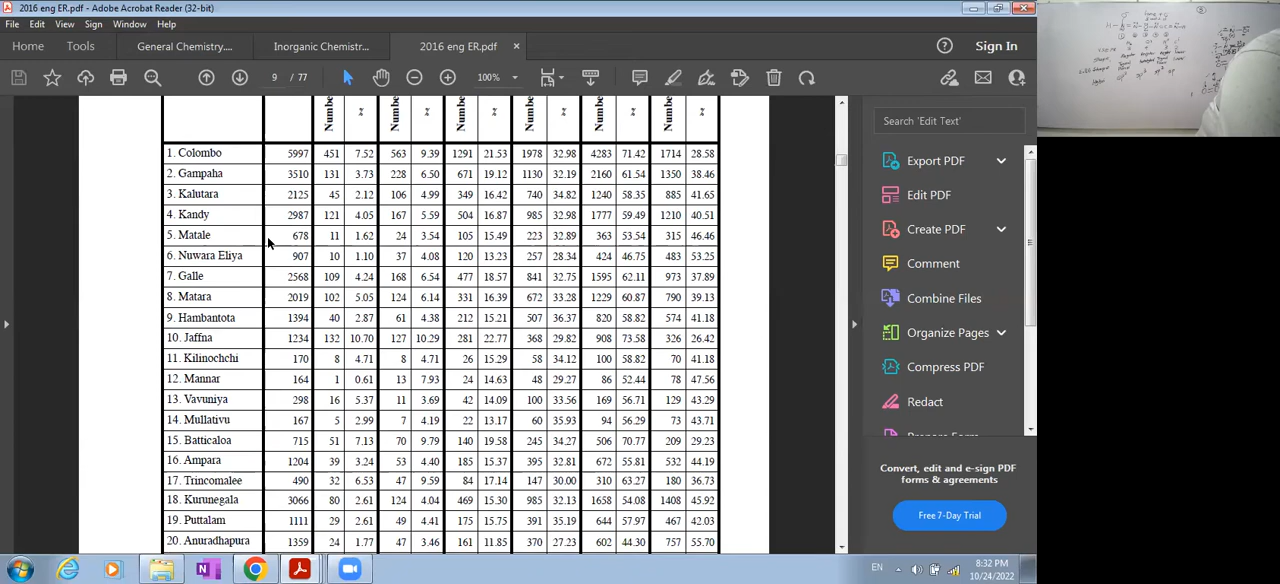 2016 eng ER.pdf - Adobe Acrobat Reader (32-bit)
File Edit View Sign Window Help
Home Tools General Chemistry.... Inorganic Chemistr... 2016 eng ER.pdf × Sign In
9 / 77 100%
Numbe % Numbe % Numbe % Numbe % Numbe % Numbe %
1. Colombo 5997 451 7.52 563 9.39 1291 21.53 1978 32.98 4283 71.42 1714 28.58
2. Gampaha 3510 131 3.73 228 6.50 671 19.12 1130 32.19 2160 61.54 1350 38.46
3. Kalutara 2125 45 2.12 106 4.99 349 16.42 740 34.82 1240 58.35 885 41.65
4. Kandy 2987 121 4.05 167 5.59 504 16.87 985 32.98 1777 59.49 1210 40.51
5. Matale 678 11 1.62 24 3.54 105 15.49 223 32.89 363 53.54 315 46.46
6. Nuwara Eliya 907 10 1.10 37 4.08 120 13.23 257 28.34 424 46.75 483 53.25
7. Galle 2568 109 4.24 168 6.54 477 18.57 841 32.75 1595 62.11 973 37.89
8. Matara 2019 102 5.05 124 6.14 331 16.39 672 33.28 1229 60.87 790 39.13
9. Hambantota 1394 40 2.87 61 4.38 212 15.21 507 36.37 820 58.82 574 41.18
10. Jaffna 1234 132 10.70 127 10.29 281 22.77 368 29.82 908 73.58 326 26.42
11. Kilinochchi 170 8 4.71 8 4.71 26 15.29 58 34.12 100 58.82 70 41.18
12. Mannar 164 1 0.61 13 7.93 24 14.63 48 29.27 86 52.44 78 47.56
13. Vavuniya 298 16 5.37 11 3.69 42 14.09 100 33.56 169 56.71 129 43.29
14. Mullativu 167 5 2.99 7 4.19 22 13.17 60 35.93 94 56.29 73 43.71
15. Batticaloa 715 51 7.13 70 9.79 140 19.58 245 34.27 506 70.77 209 29.23
16. Ampara 1204 39 3.24 53 4.40 185 15.37 395 32.81 672 55.81 532 44.19
17. Trincomalee 490 32 6.53 47 9.59 84 17.14 147 30.00 310 63.27 180 36.73
18. Kurunegala 3066 80 2.61 124 4.04 469 15.30 985 32.13 1658 54.08 1408 45.92
19. Puttalam 1111 29 2.61 49 4.41 175 15.75 391 35.19 644 57.97 467 42.03
20. Anuradhapura 1359 24 1.77 47 3.46 161 11.85 370 27.23 602 44.30 757 55.70
Search 'Edit Text'
Export PDF
Edit PDF
Create PDF
Comment
Combine Files
Organize Pages
Compress PDF
Redact
Prepare Form
Convert, edit and e-sign PDF
forms & agreements
Free 7-Day Trial
EN 8:32 PM
10/24/2022